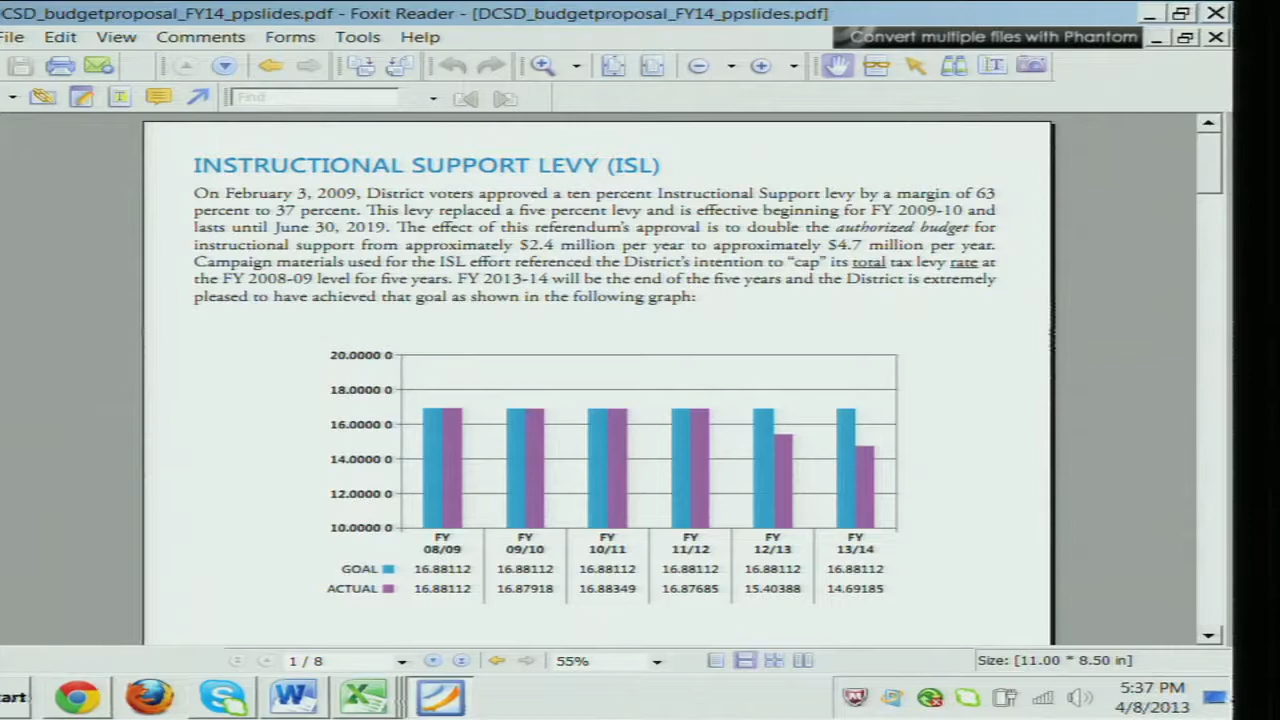 CSD_budgetproposal_FY14_ppslides.pdf - Foxit Reader - [DCSD_budgetproposal_FY14_ppslides.pdf]
File Edit View Comments Forms Tools Help
Convert multiple files with Phantom
Find
INSTRUCTIONAL SUPPORT LEVY (ISL)
On February 3, 2009, District voters approved a ten percent Instructional Support levy by a margin of 63
percent to 37 percent. This levy replaced a five percent levy and is effective beginning for FY 2009-10 and
lasts until June 30, 2019. The effect of this referendum's approval is to double the authorized budget for
instructional support from approximately $2.4 million per year to approximately $4.7 million per year.
Campaign materials used for the ISL effort referenced the District's intention to “cap” its total tax levy rate at
the FY 2008-09 level for five years. FY 2013-14 will be the end of the five years and the District is extremely
pleased to have achieved that goal as shown in the following graph:
20.0000 0
18.0000 0
16.0000 0
14.0000 0
12.0000 0
10.0000 0
FY FY FY FY FY FY
08/09 09/10 10/11 11/12 12/13 13/14
GOAL 16.88112 16.88112 16.88112 16.88112 16.88112 16.88112
ACTUAL 16.88112 16.87918 16.88349 16.87685 15.40388 14.69185
1 / 8
55%
Size: [11.00 * 8.50 in]
art
5:37 PM
4/8/2013